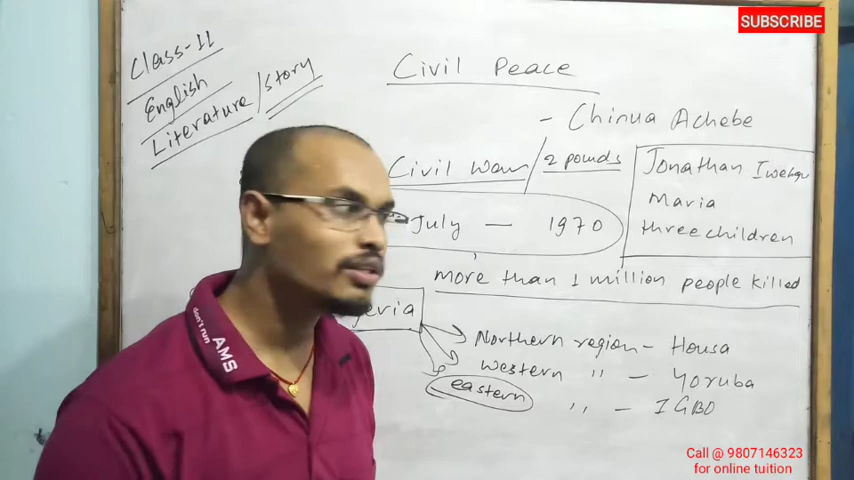 SUBSCRIBE
Class-11
English
Literature/story
Civil Peace
- Chinua Achebe
Civil War / 2 pounds
Jonathan Iwegbu
Maria
three children
July - 1970
more than 1 million people killed
eria
Northern region - Housa
western " - Yoruba
eastern " - IGBO
don't run.
AMS
Call @ 9807146323
for online tuition